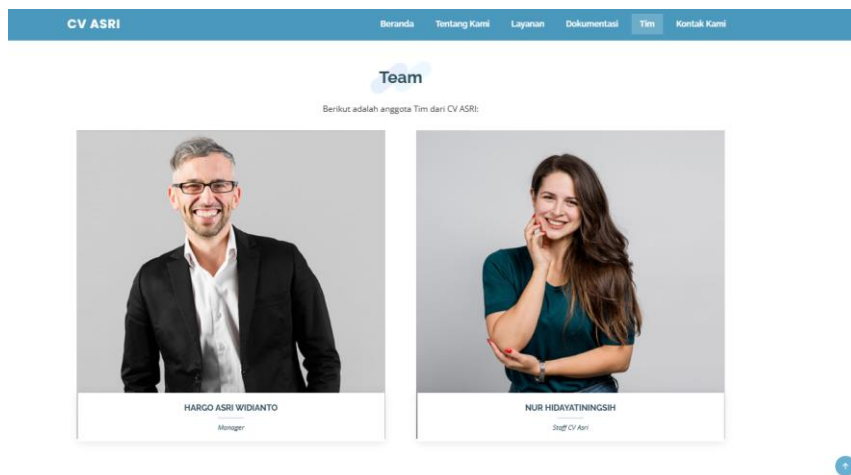 CV ASRI
Beranda Tentang Kami Layanan Dokumentasi Tim Kontak Kami
Team
Berikut adalah anggota Tim dari CV ASRI:
HARGO ASRI WIDIANTO
Manager
NUR HIDAYATININGSIH
Staff CV Asri